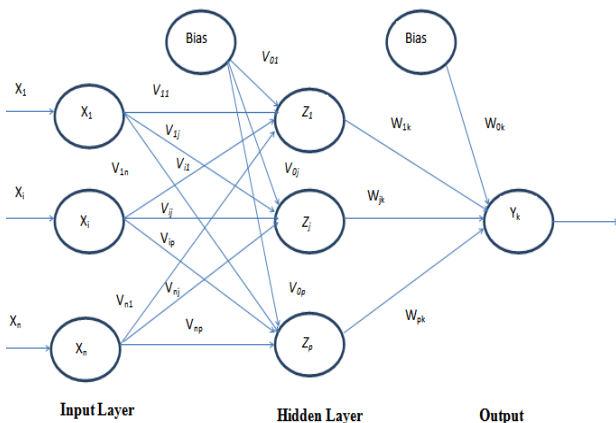 Bias
Bias
V01
X1
V11
X1
Z1
V1j
W1k
W0k
V1n
Vi1
V0j
Xi
Vij
Wjk
Xi
Zj
Yk
Vip
Vnj
V0p
Vn1
Xn
Vnp
Wpk
Xn
Zp
Input Layer
Hidden Layer
Output